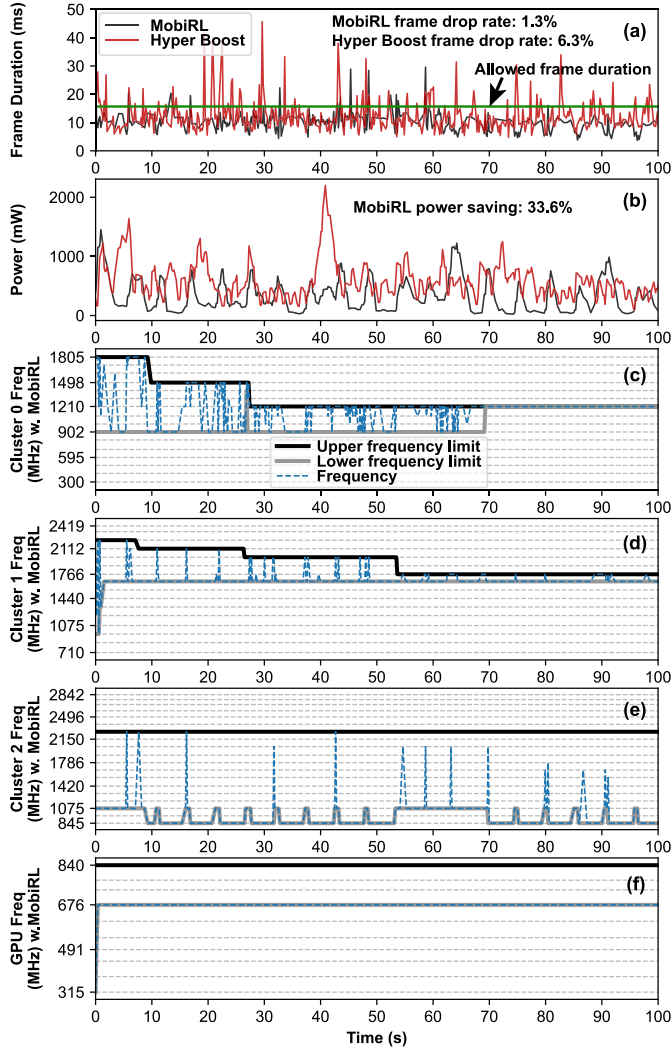 MobiRL
Hyper Boost
MobiRL frame drop rate: 1.3%
Hyper Boost frame drop rate: 6.3%
(a)
Allowed frame duration
Frame Duration (ms)
50
40
30
20
10
0
0 10 20 30 40 50 60 70 80 90 100
MobiRL power saving: 33.6%
(b)
Power (mW)
2000
1000
0
0 10 20 30 40 50 60 70 80 90 100
(c)
Cluster 0 Freq
(MHz) w. MobiRL
1805
1498
1210
902
595
300
Upper frequency limit
Lower frequency limit
Frequency
0 10 20 30 40 50 60 70 80 90 100
(d)
Cluster 1 Freq
(MHz) w. MobiRL
2419
2112
1766
1440
1075
710
0 10 20 30 40 50 60 70 80 90 100
(e)
Cluster 2 Freq
(MHz) w. MobiRL
2842
2496
2150
1786
1420
1075
845
0 10 20 30 40 50 60 70 80 90 100
(f)
GPU Freq
(MHz) w.MobiRL
840
676
491
315
0 10 20 30 40 50 60 70 80 90 100
Time (s)